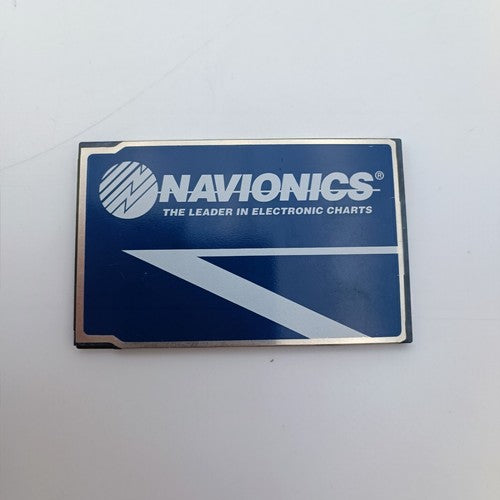 NAVIONICS®
THE LEADER IN ELECTRONIC CHARTS